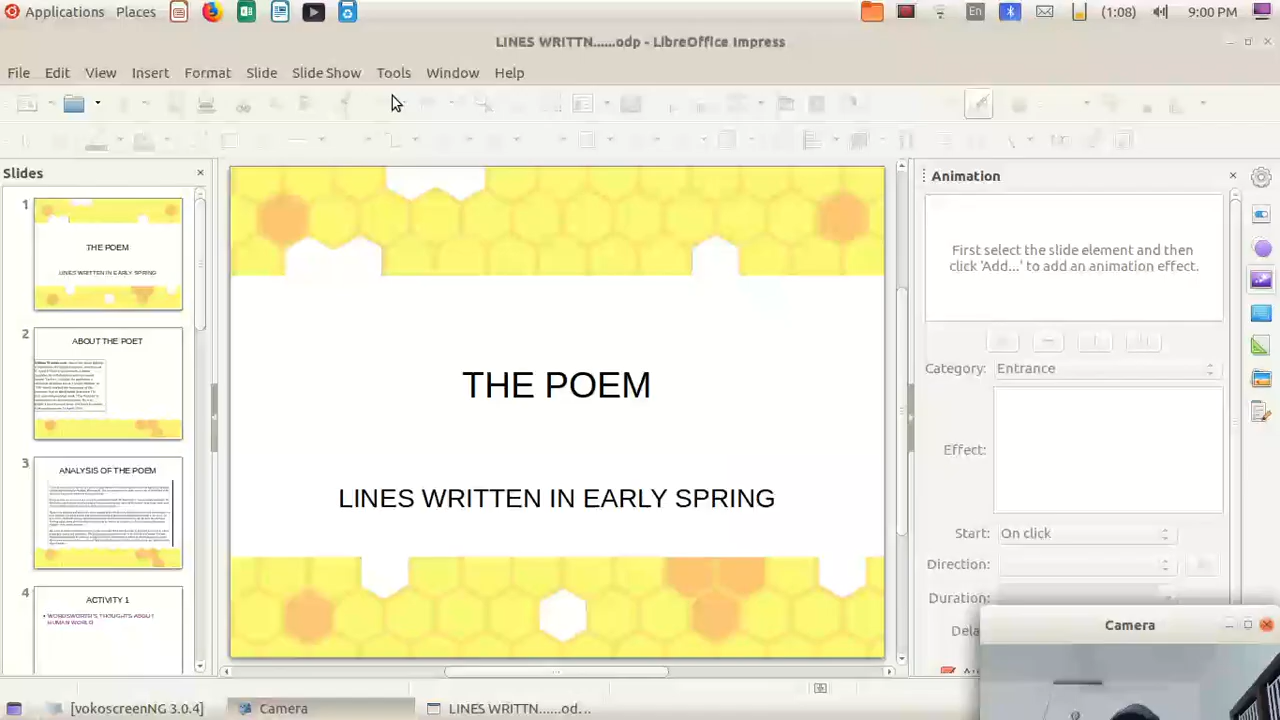 Applications Places En (1:08) 9:00 PM
LINES WRITTN......odp - LibreOffice Impress
File Edit View Insert Format Slide Slide Show Tools Window Help
Slides
1
THE POEM
LINES WRITTEN IN EARLY SPRING
2
ABOUT THE POET
3
ANALYSIS OF THE POEM
4
ACTIVITY 1
• WORDSWORTH'S THOUGHTS ABOUT
HUMAN WORLD
THE POEM
LINES WRITTEN IN EARLY SPRING
Animation
First select the slide element and then
click 'Add...' to add an animation effect.
Category: Entrance
Effect:
Start: On click
Direction:
Duration:
Camera
[vokoscreenNG 3.0.4] Camera LINES WRITTN......od...